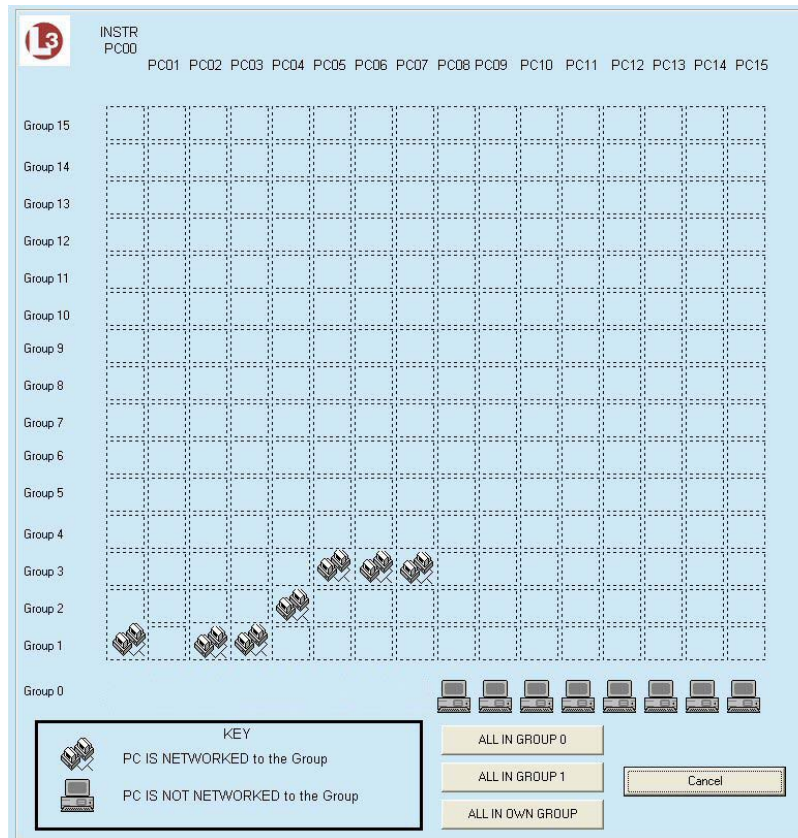 L3
INSTR
PC00
PC01 PC02 PC03 PC04 PC05 PC06 PC07 PC08 PC09 PC10 PC11 PC12 PC13 PC14 PC15
Group 15
Group 14
Group 13
Group 12
Group 11
Group 10
Group 9
Group 8
Group 7
Group 6
Group 5
Group 4
Group 3
Group 2
Group 1
Group 0
KEY
PC IS NETWORKED to the Group
PC IS NOT NETWORKED to the Group
ALL IN GROUP 0
ALL IN GROUP 1
ALL IN OWN GROUP
Cancel